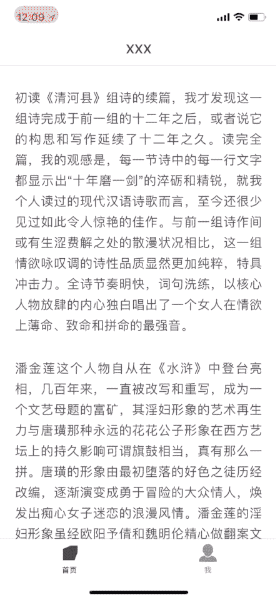 12:09
XXX
初读《清河县》组诗的续篇，我才发现这一
组诗完成于前一组的十二年之后，或者说它
的构思和写作延续了十二年之久。读完全
篇，我的观感是，每一节诗中的每一行文字
都显示出“十年磨一剑”的淬砺和精锐，就我
个人读过的现代汉语诗歌而言，至今还很少
见过如此令人惊艳的佳作。与前一组诗作间
或有生涩费解之处的散漫状况相比，这一组
情欲咏叹调的诗性品质显然更加纯粹，特具
冲击力。全诗节奏明快，词句洗练，以核心
人物放肆的内心独白唱出了一个女人在情欲
上薄命、致命和拼命的最强音。
潘金莲这个人物自从在《水浒》中登台亮
相，几百年来，一直被改写和重写，成为一
个文艺母题的富矿，其淫妇形象的艺术再生
力与唐璜那种永远的花花公子形象在西方艺
坛上的持久影响可谓旗鼓相当，真有那么一
拼。唐璜的形象由最初堕落的好色之徒历经
改编，逐渐演变成勇于冒险的大众情人，焕
发出痴心女子迷恋的浪漫风情。潘金莲的淫
妇形象虽经欧阳予倩和魏明伦精心做翻案文
首页
我